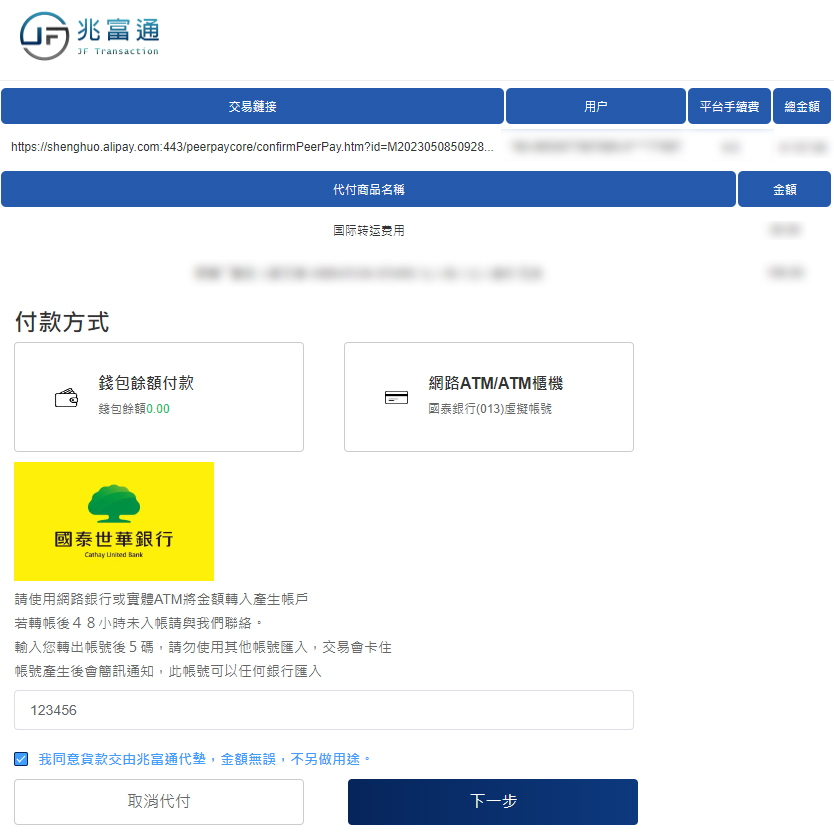 兆富通
JF Transaction
交易鏈接 用户 平台手續費 總金額
https://shenghuo.alipay.com:443/peerpaycore/confirmPeerPay.htm?id=M2023050850928...
代付商品名稱 金額
国际转运费用
付款方式
錢包餘額付款
錢包餘額0.00
網路ATM/ATM櫃機
國泰銀行(013)虛擬帳號
國泰世華銀行
Cathay United Bank
請使用網路銀行或實體ATM將金額轉入產生帳戶
若轉帳後４８小時未入帳請與我們聯絡。
輸入您轉出帳號後５碼，請勿使用其他帳號匯入，交易會卡住
帳號產生後會簡訊通知，此帳號可以任何銀行匯入
123456
我同意貨款交由兆富通代墊，金額無誤，不另做用途。
取消代付 下一步